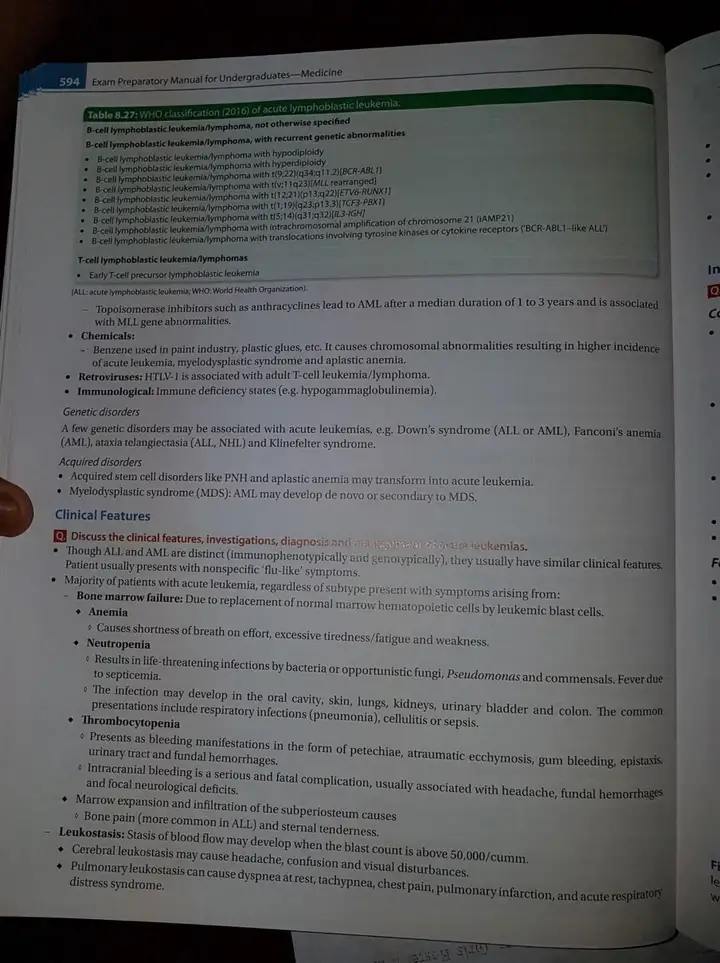 594 Exam Preparatory Manual for Undergraduates—Medicine
Table 8.27: WHO classification (2016) of acute lymphoblastic leukemia.
B-cell lymphoblastic leukemia/lymphoma, not otherwise specified
B-cell lymphoblastic leukemia/lymphoma, with recurrent genetic abnormalities
• B-cell lymphoblastic leukemia/lymphoma with hypodiploidy
• B-cell lymphoblastic leukemia/lymphoma with hyperdiploidy
• B-cell lymphoblastic leukemia/lymphoma with t(9;22)(q34;q11.2)[BCR-ABL1]
• B-cell lymphoblastic leukemia/lymphoma with t(v;11q23)[MLL rearranged]
• B-cell lymphoblastic leukemia/lymphoma with t(12;21)(p13;q22)[ETV6-RUNX1]
• B-cell lymphoblastic leukemia/lymphoma with t(1;19)(q23;p13.3)[TCF3-PBX1]
• B-cell lymphoblastic leukemia/lymphoma with t(5;14)(q31;q32)[IL3-IGH]
• B-cell lymphoblastic leukemia/lymphoma with intrachromosomal amplification of chromosome 21 (iAMP21)
• B-cell lymphoblastic leukemia/lymphoma with translocations involving tyrosine kinases or cytokine receptors ('BCR-ABL1–like ALL')
T-cell lymphoblastic leukemia/lymphomas
• Early T-cell precursor lymphoblastic leukemia
(ALL: acute lymphoblastic leukemia; WHO: World Health Organization).
– Topoisomerase inhibitors such as anthracyclines lead to AML after a median duration of 1 to 3 years and is associated
with MLL gene abnormalities.
• Chemicals:
– Benzene used in paint industry, plastic glues, etc. It causes chromosomal abnormalities resulting in higher incidence
of acute leukemia, myelodysplastic syndrome and aplastic anemia.
• Retroviruses: HTLV-1 is associated with adult T-cell leukemia/lymphoma.
• Immunological: Immune deficiency states (e.g. hypogammaglobulinemia).
Genetic disorders
A few genetic disorders may be associated with acute leukemias, e.g. Down's syndrome (ALL or AML), Fanconi's anemia
(AML), ataxia telangiectasia (ALL, NHL) and Klinefelter syndrome.
Acquired disorders
• Acquired stem cell disorders like PNH and aplastic anemia may transform into acute leukemia.
• Myelodysplastic syndrome (MDS): AML may develop de novo or secondary to MDS.
Clinical Features
Q. Discuss the clinical features, investigations, diagnosis and management of acute leukemias.
• Though ALL and AML are distinct (immunophenotypically and genotypically), they usually have similar clinical features.
Patient usually presents with nonspecific 'flu-like' symptoms.
• Majority of patients with acute leukemia, regardless of subtype present with symptoms arising from:
– Bone marrow failure: Due to replacement of normal marrow hematopoietic cells by leukemic blast cells.
◆ Anemia
◊ Causes shortness of breath on effort, excessive tiredness/fatigue and weakness.
◆ Neutropenia
◊ Results in life-threatening infections by bacteria or opportunistic fungi, Pseudomonas and commensals. Fever due
to septicemia.
◊ The infection may develop in the oral cavity, skin, lungs, kidneys, urinary bladder and colon. The common
presentations include respiratory infections (pneumonia), cellulitis or sepsis.
◆ Thrombocytopenia
◊ Presents as bleeding manifestations in the form of petechiae, atraumatic ecchymosis, gum bleeding, epistaxis,
urinary tract and fundal hemorrhages.
◊ Intracranial bleeding is a serious and fatal complication, usually associated with headache, fundal hemorrhages
and focal neurological deficits.
◆ Marrow expansion and infiltration of the subperiosteum causes
◊ Bone pain (more common in ALL) and sternal tenderness.
– Leukostasis: Stasis of blood flow may develop when the blast count is above 50,000/cumm.
◆ Cerebral leukostasis may cause headache, confusion and visual disturbances.
◆ Pulmonary leukostasis can cause dyspnea at rest, tachypnea, chest pain, pulmonary infarction, and acute respiratory
distress syndrome.
In
Q